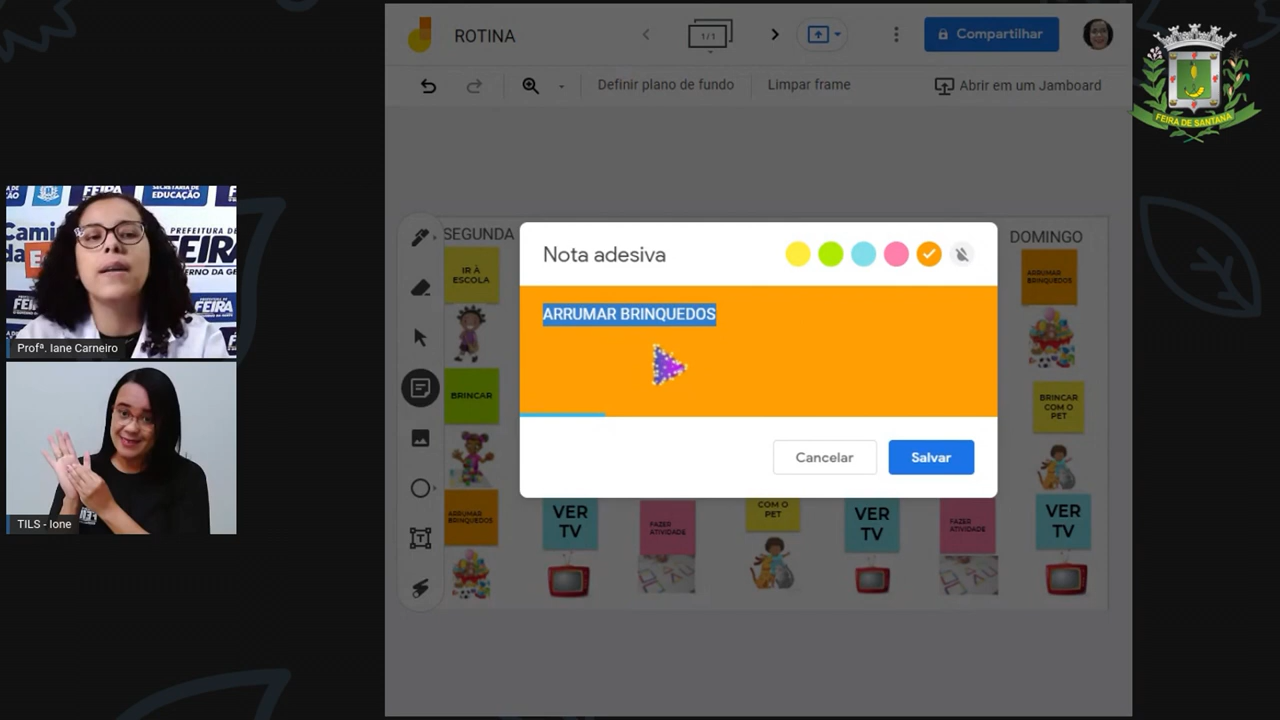 ROTINA
1/1
Compartilhar
Definir plano de fundo
Limpar frame
Abrir em um Jamboard
FEIRA DE SANTANA
SECRETARIA DE
EDUCAÇÃO
FEIRA
PREFEITURA DE
FEIRA
Profª. Iane Carneiro
TILS - Ione
SEGUNDA
DOMINGO
Nota adesiva
ARRUMAR BRINQUEDOS
Cancelar
Salvar
IR À
ESCOLA
BRINCAR
ARRUMAR
BRINQUEDOS
VER
TV
FAZER
ATIVIDADE
COM O
PET
VER
TV
FAZER
ATIVIDADE
ARRUMAR
BRINQUEDOS
BRINCAR
COM O
PET
VER
TV